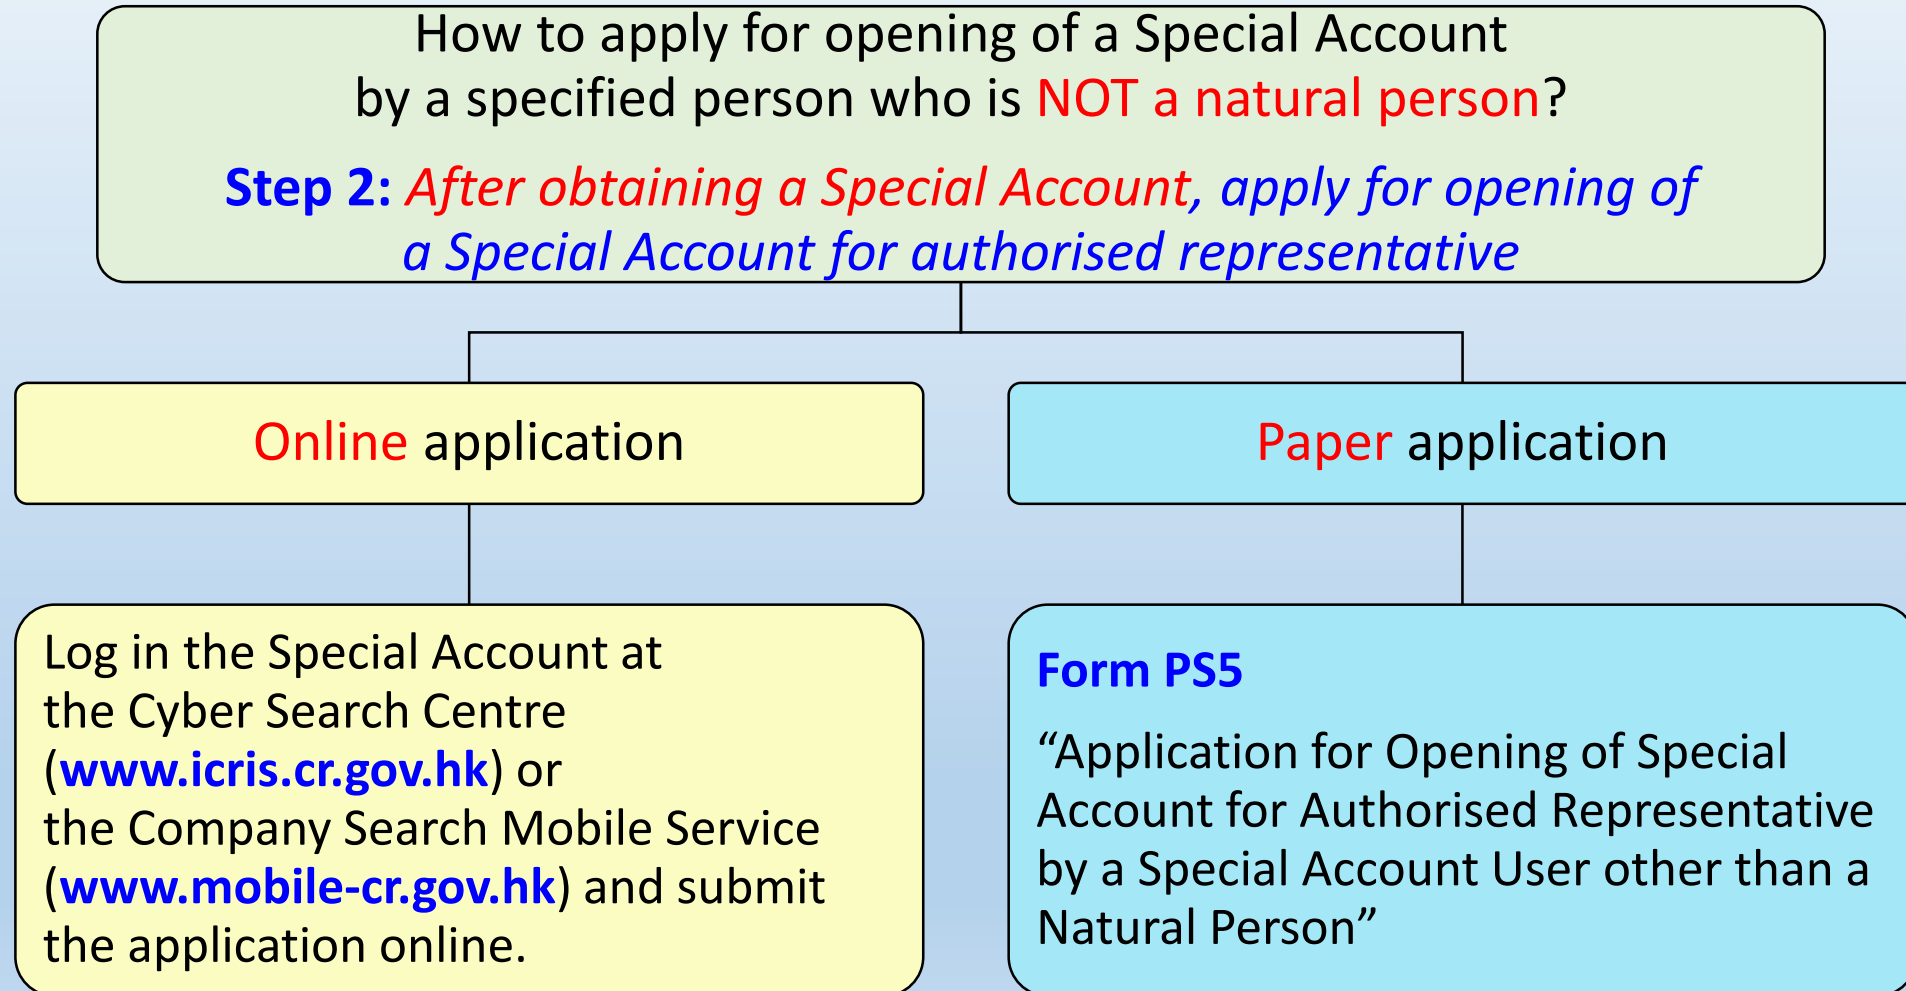 How to apply for opening of a Special Account
by a specified person who is NOT a natural person?
Step 2: After obtaining a Special Account, apply for opening of
a Special Account for authorised representative
Online application
Log in the Special Account at
the Cyber Search Centre
(www.icris.cr.gov.hk) or
the Company Search Mobile Service
(www.mobile-cr.gov.hk) and submit
the application online.
Paper application
Form PS5
“Application for Opening of Special
Account for Authorised Representative
by a Special Account User other than a
Natural Person”